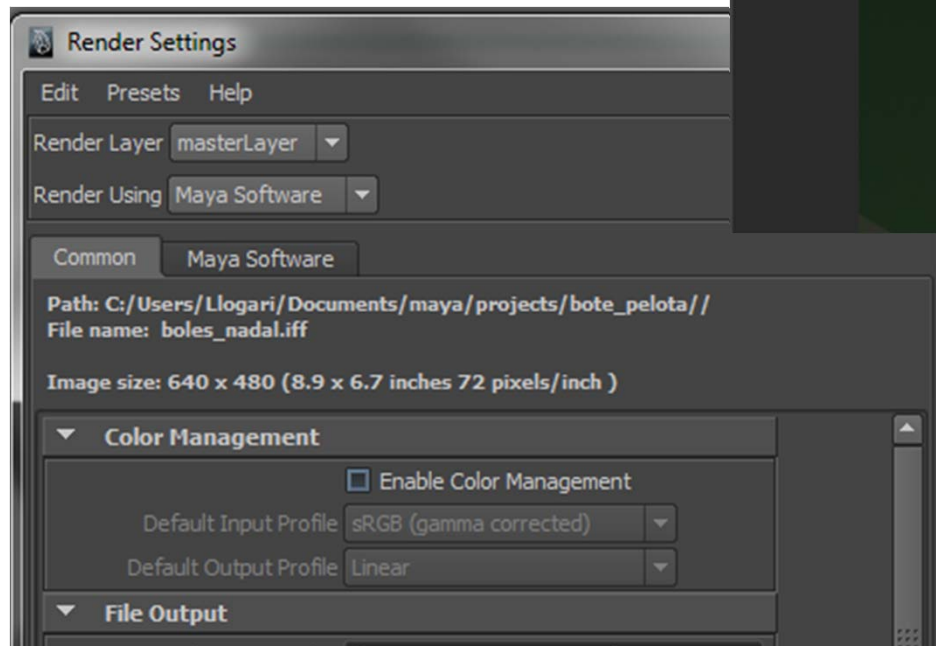 Render Settings
Edit Presets Help
Render Layer masterLayer
Render Using Maya Software
Common Maya Software
Path: C:/Users/Llogari/Documents/maya/projects/bote_pelota//
File name: boles_nadal.iff
Image size: 640 x 480 (8.9 x 6.7 inches 72 pixels/inch )
Color Management
Enable Color Management
Default Input Profile sRGB (gamma corrected)
Default Output Profile Linear
File Output